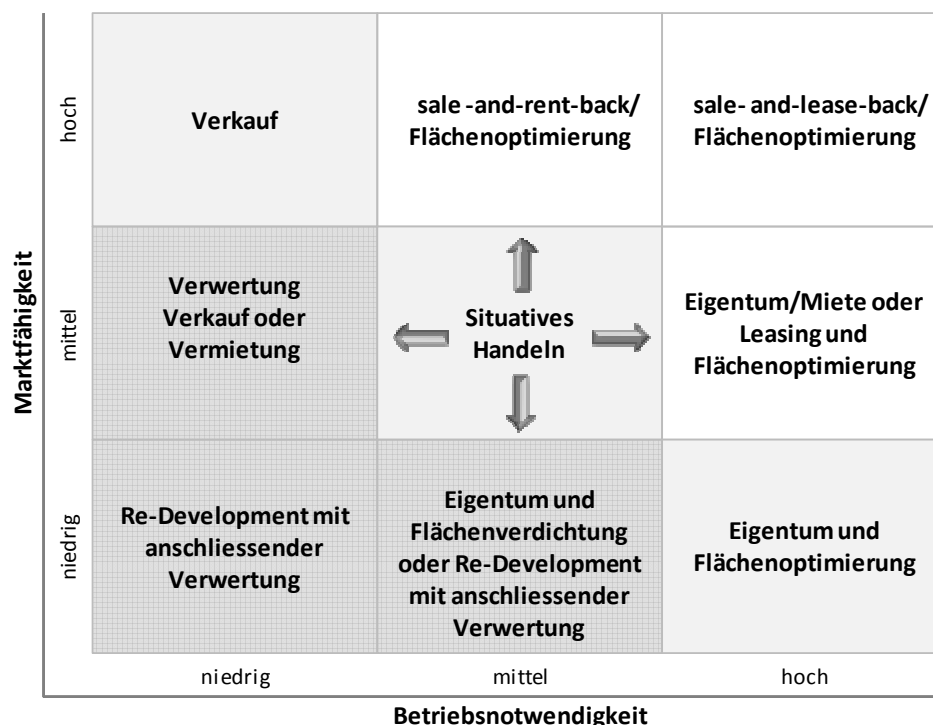 Marktfähigkeit
hoch
Verkauf
sale -and-rent-back/
Flächenoptimierung
sale- and-lease-back/
Flächenoptimierung
mittel
Verwertung
Verkauf oder
Vermietung
Situatives
Handeln
Eigentum/Miete oder
Leasing und
Flächenoptimierung
niedrig
Re-Development mit
anschliessender
Verwertung
Eigentum und
Flächenverdichtung
oder Re-Development
mit anschliessender
Verwertung
Eigentum und
Flächenoptimierung
niedrig
mittel
hoch
Betriebsnotwendigkeit